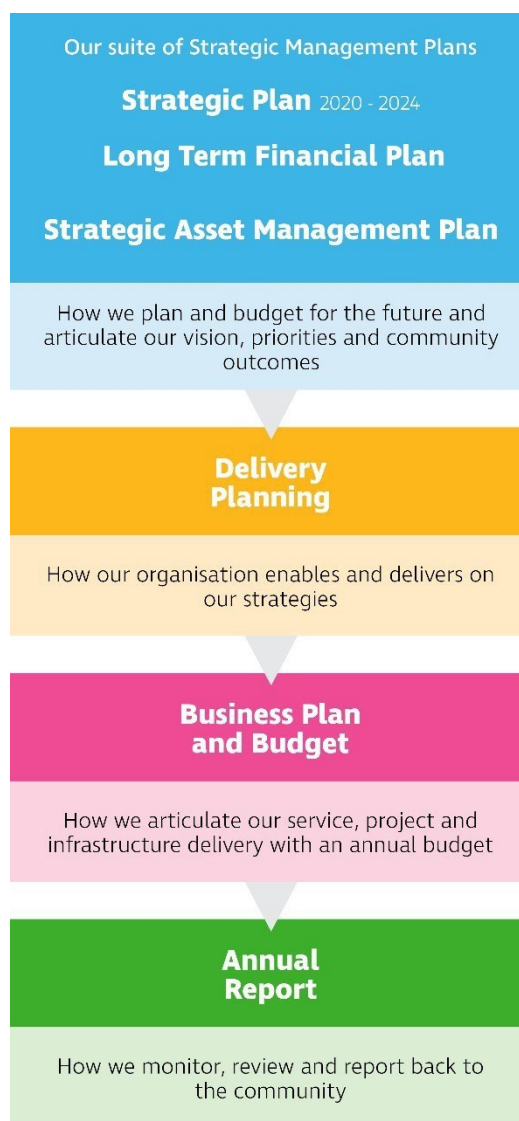 Our suite of Strategic Management Plans
Strategic Plan 2020 - 2024
Long Term Financial Plan
Strategic Asset Management Plan
How we plan and budget for the future and
articulate our vision, priorities and community
outcomes
Delivery
Planning
How our organisation enables and delivers on
our strategies
Business Plan
and Budget
How we articulate our service, project and
infrastructure delivery with an annual budget
Annual
Report
How we monitor, review and report back to
the community